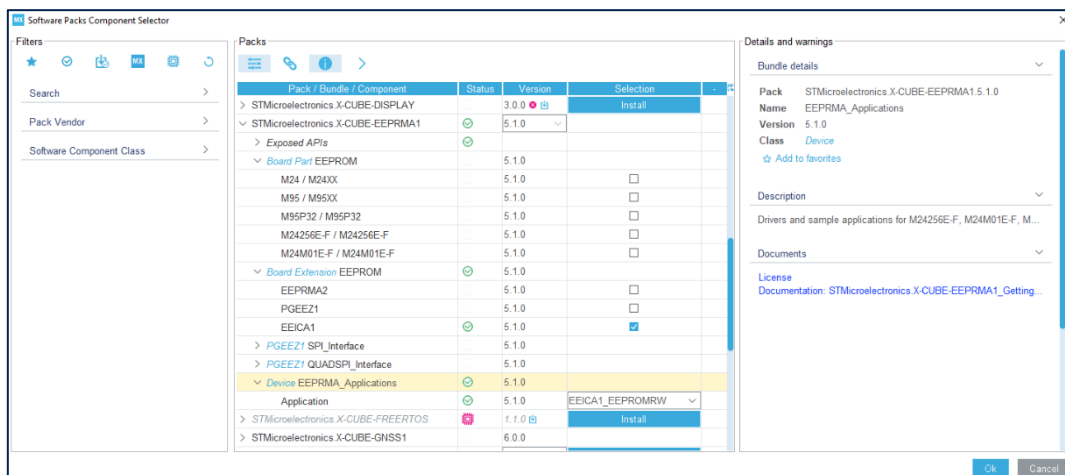 MX Software Packs Component Selector
Filters
MX
Search
Pack Vendor
Software Component Class
Packs
Pack / Bundle / Component Status Version Selection -
STMicroelectronics.X-CUBE-DISPLAY 3.0.0 Install
STMicroelectronics.X-CUBE-EEPRMA1 5.1.0
Exposed APIs
Board Part EEPROM 5.1.0
M24 / M24XX 5.1.0
M95 / M95XX 5.1.0
M95P32 / M95P32 5.1.0
M24256E-F / M24256E-F 5.1.0
M24M01E-F / M24M01E-F 5.1.0
Board Extension EEPROM 5.1.0
EEPRMA2 5.1.0
PGEEZ1 5.1.0
EEICA1 5.1.0
PGEEZ1 SPI_Interface 5.1.0
PGEEZ1 QUADSPI_Interface 5.1.0
Device EEPRMA_Applications 5.1.0
Application 5.1.0 EEICA1_EEPROMRW
STMicroelectronics.X-CUBE-FREERTOS 1.1.0 Install
STMicroelectronics.X-CUBE-GNSS1 6.0.0
Details and warnings
Bundle details
Pack STMicroelectronics.X-CUBE-EEPRMA1.5.1.0
Name EEPRMA_Applications
Version 5.1.0
Class Device
Add to favorites
Description
Drivers and sample applications for M24256E-F, M24M01E-F, M...
Documents
License
Documentation: STMicroelectronics.X-CUBE-EEPRMA1_Getting...
Ok Cancel